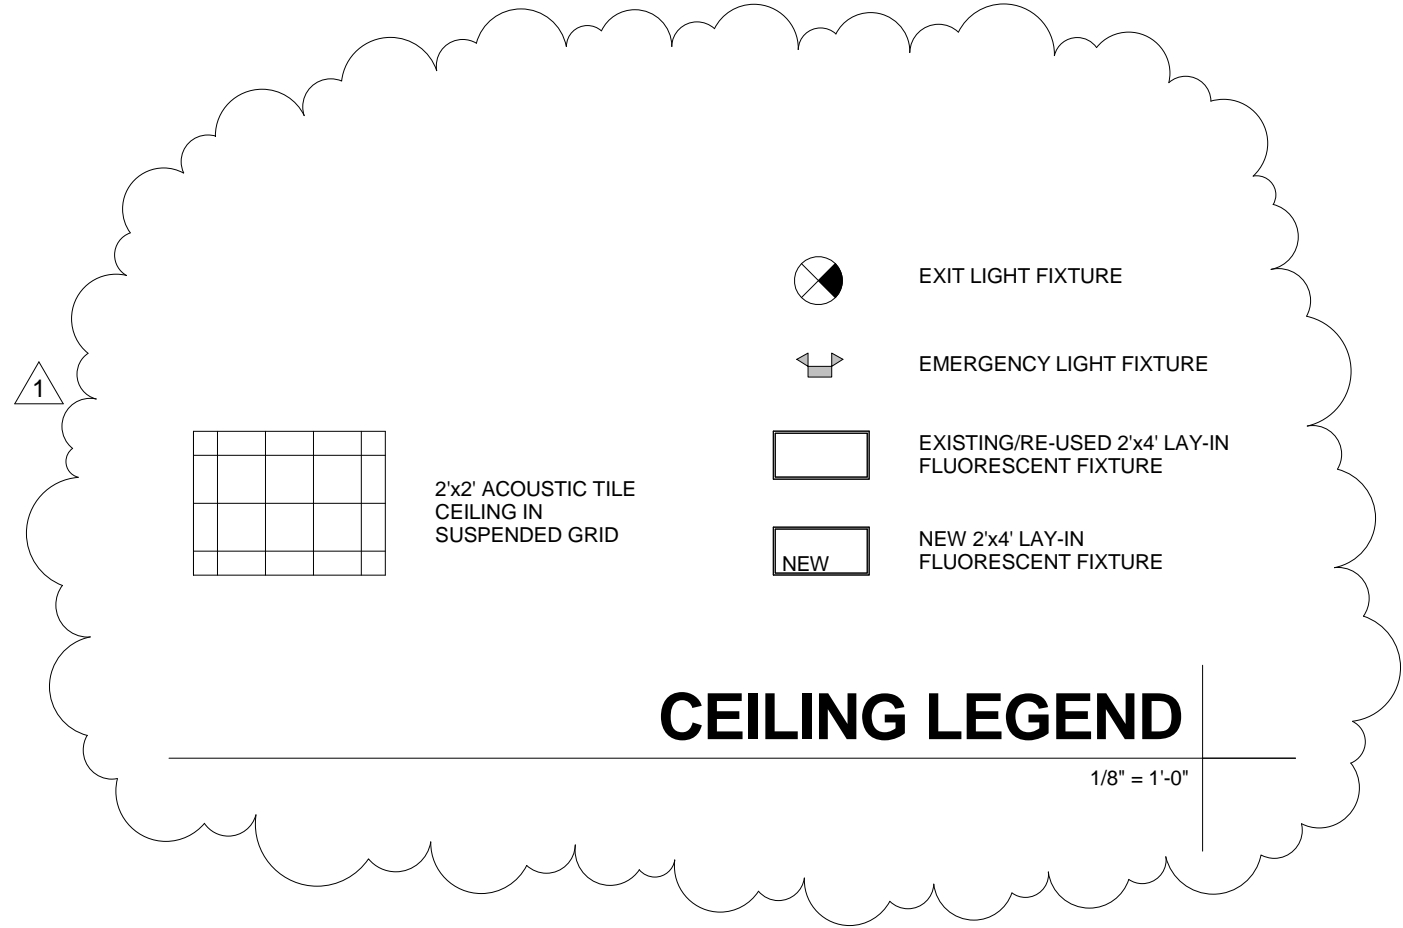 EXIT LIGHT FIXTURE
EMERGENCY LIGHT FIXTURE
1
EXISTING/RE-USED 2'x4' LAY-IN
FLUORESCENT FIXTURE
2'x2' ACOUSTIC TILE
CEILING IN
SUSPENDED GRID
NEW
NEW 2'x4' LAY-IN
FLUORESCENT FIXTURE
CEILING LEGEND
1/8" = 1'-0"